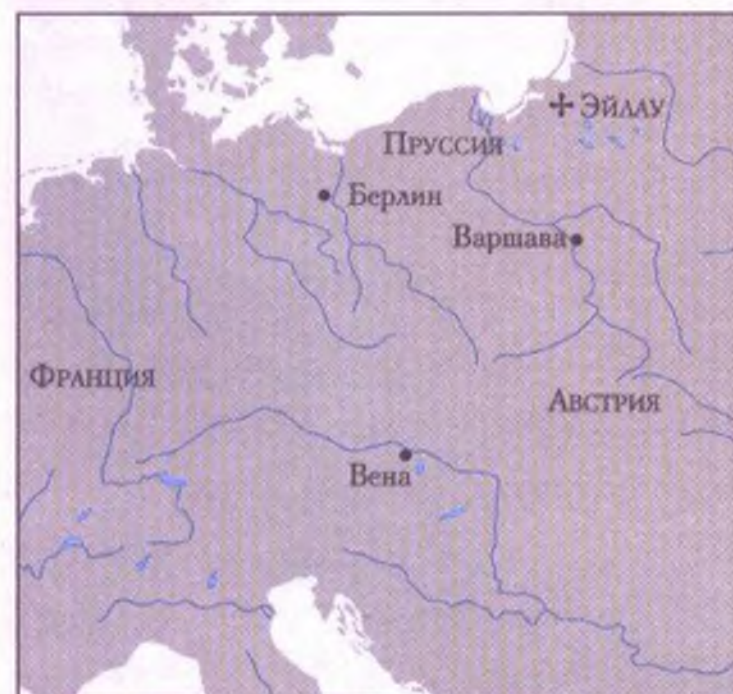 Эйлау
Пруссия
Берлин
Варшава
Франция
Австрия
Вена